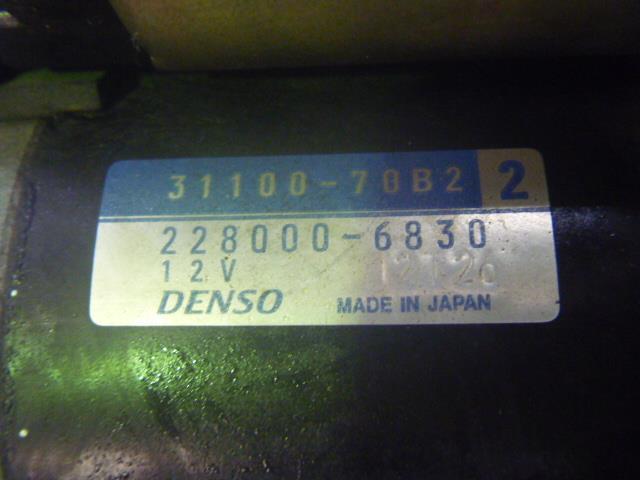 31100-70B2 2
228000-6830
12V
DENSO MADE IN JAPAN